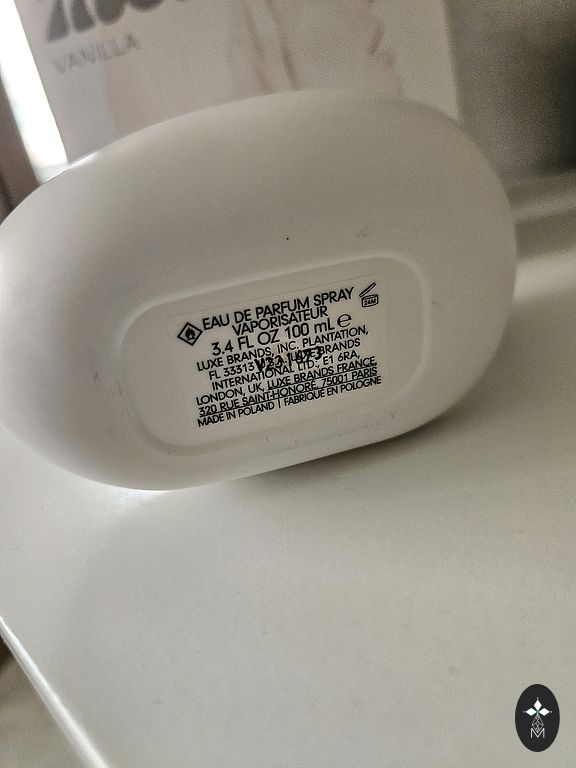 VANILLA
EAU DE PARFUM SPRAY
VAPORISATEUR
3.4 FL OZ 100 mL ℮
24M
LUXE BRANDS, INC. PLANTATION,
FL 33313 BRANDS
INTERNATIONAL LTD., E1 6RA,
LONDON, UK, LUXE BRANDS FRANCE,
320 RUE SAINT-HONORE, 75001 PARIS
MADE IN POLAND | FABRIQUÉ EN POLOGNE
M